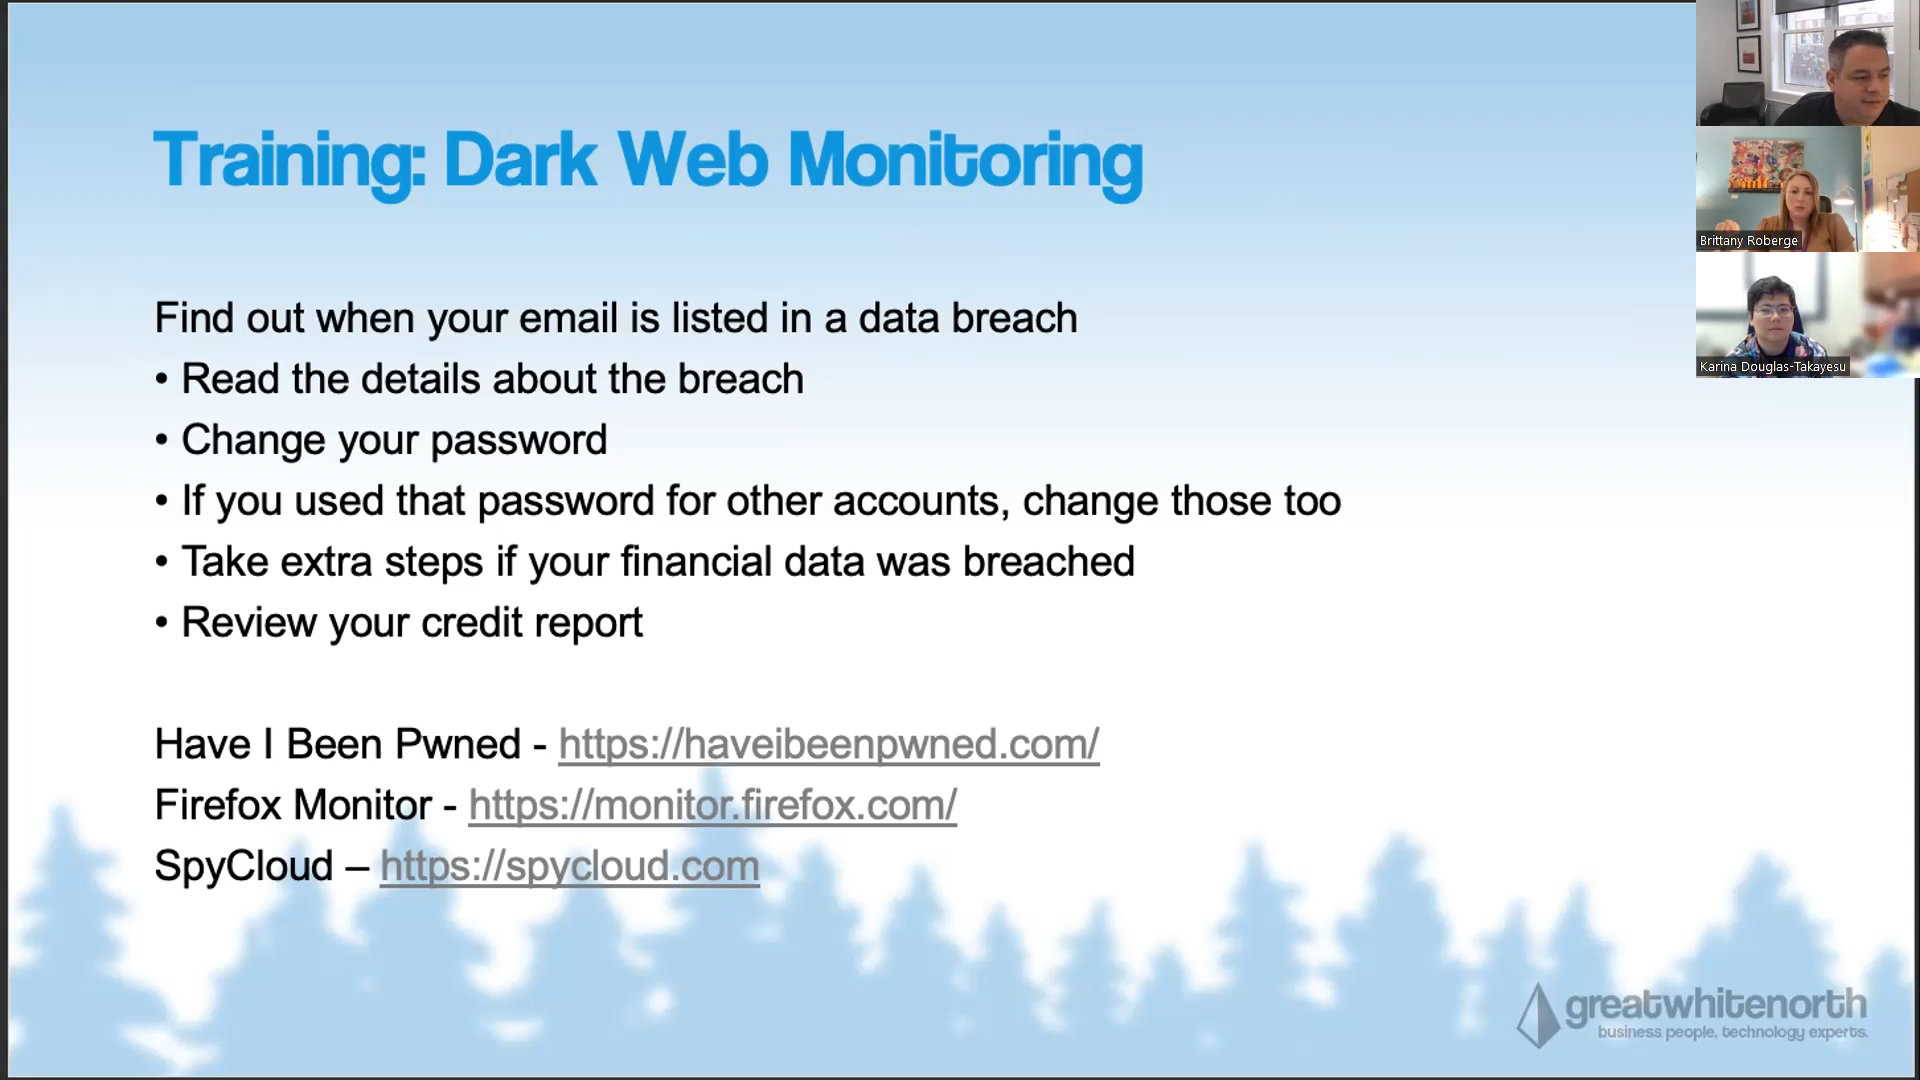 Training: Dark Web Monitoring
Find out when your email is listed in a data breach
• Read the details about the breach
• Change your password
• If you used that password for other accounts, change those too
• Take extra steps if your financial data was breached
• Review your credit report
Have I Been Pwned - https://haveibeenpwned.com/
Firefox Monitor - https://monitor.firefox.com/
SpyCloud – https://spycloud.com
greatwhitenorth
business people, technology experts.
Brittany Roberge
Karina Douglas-Takayesu